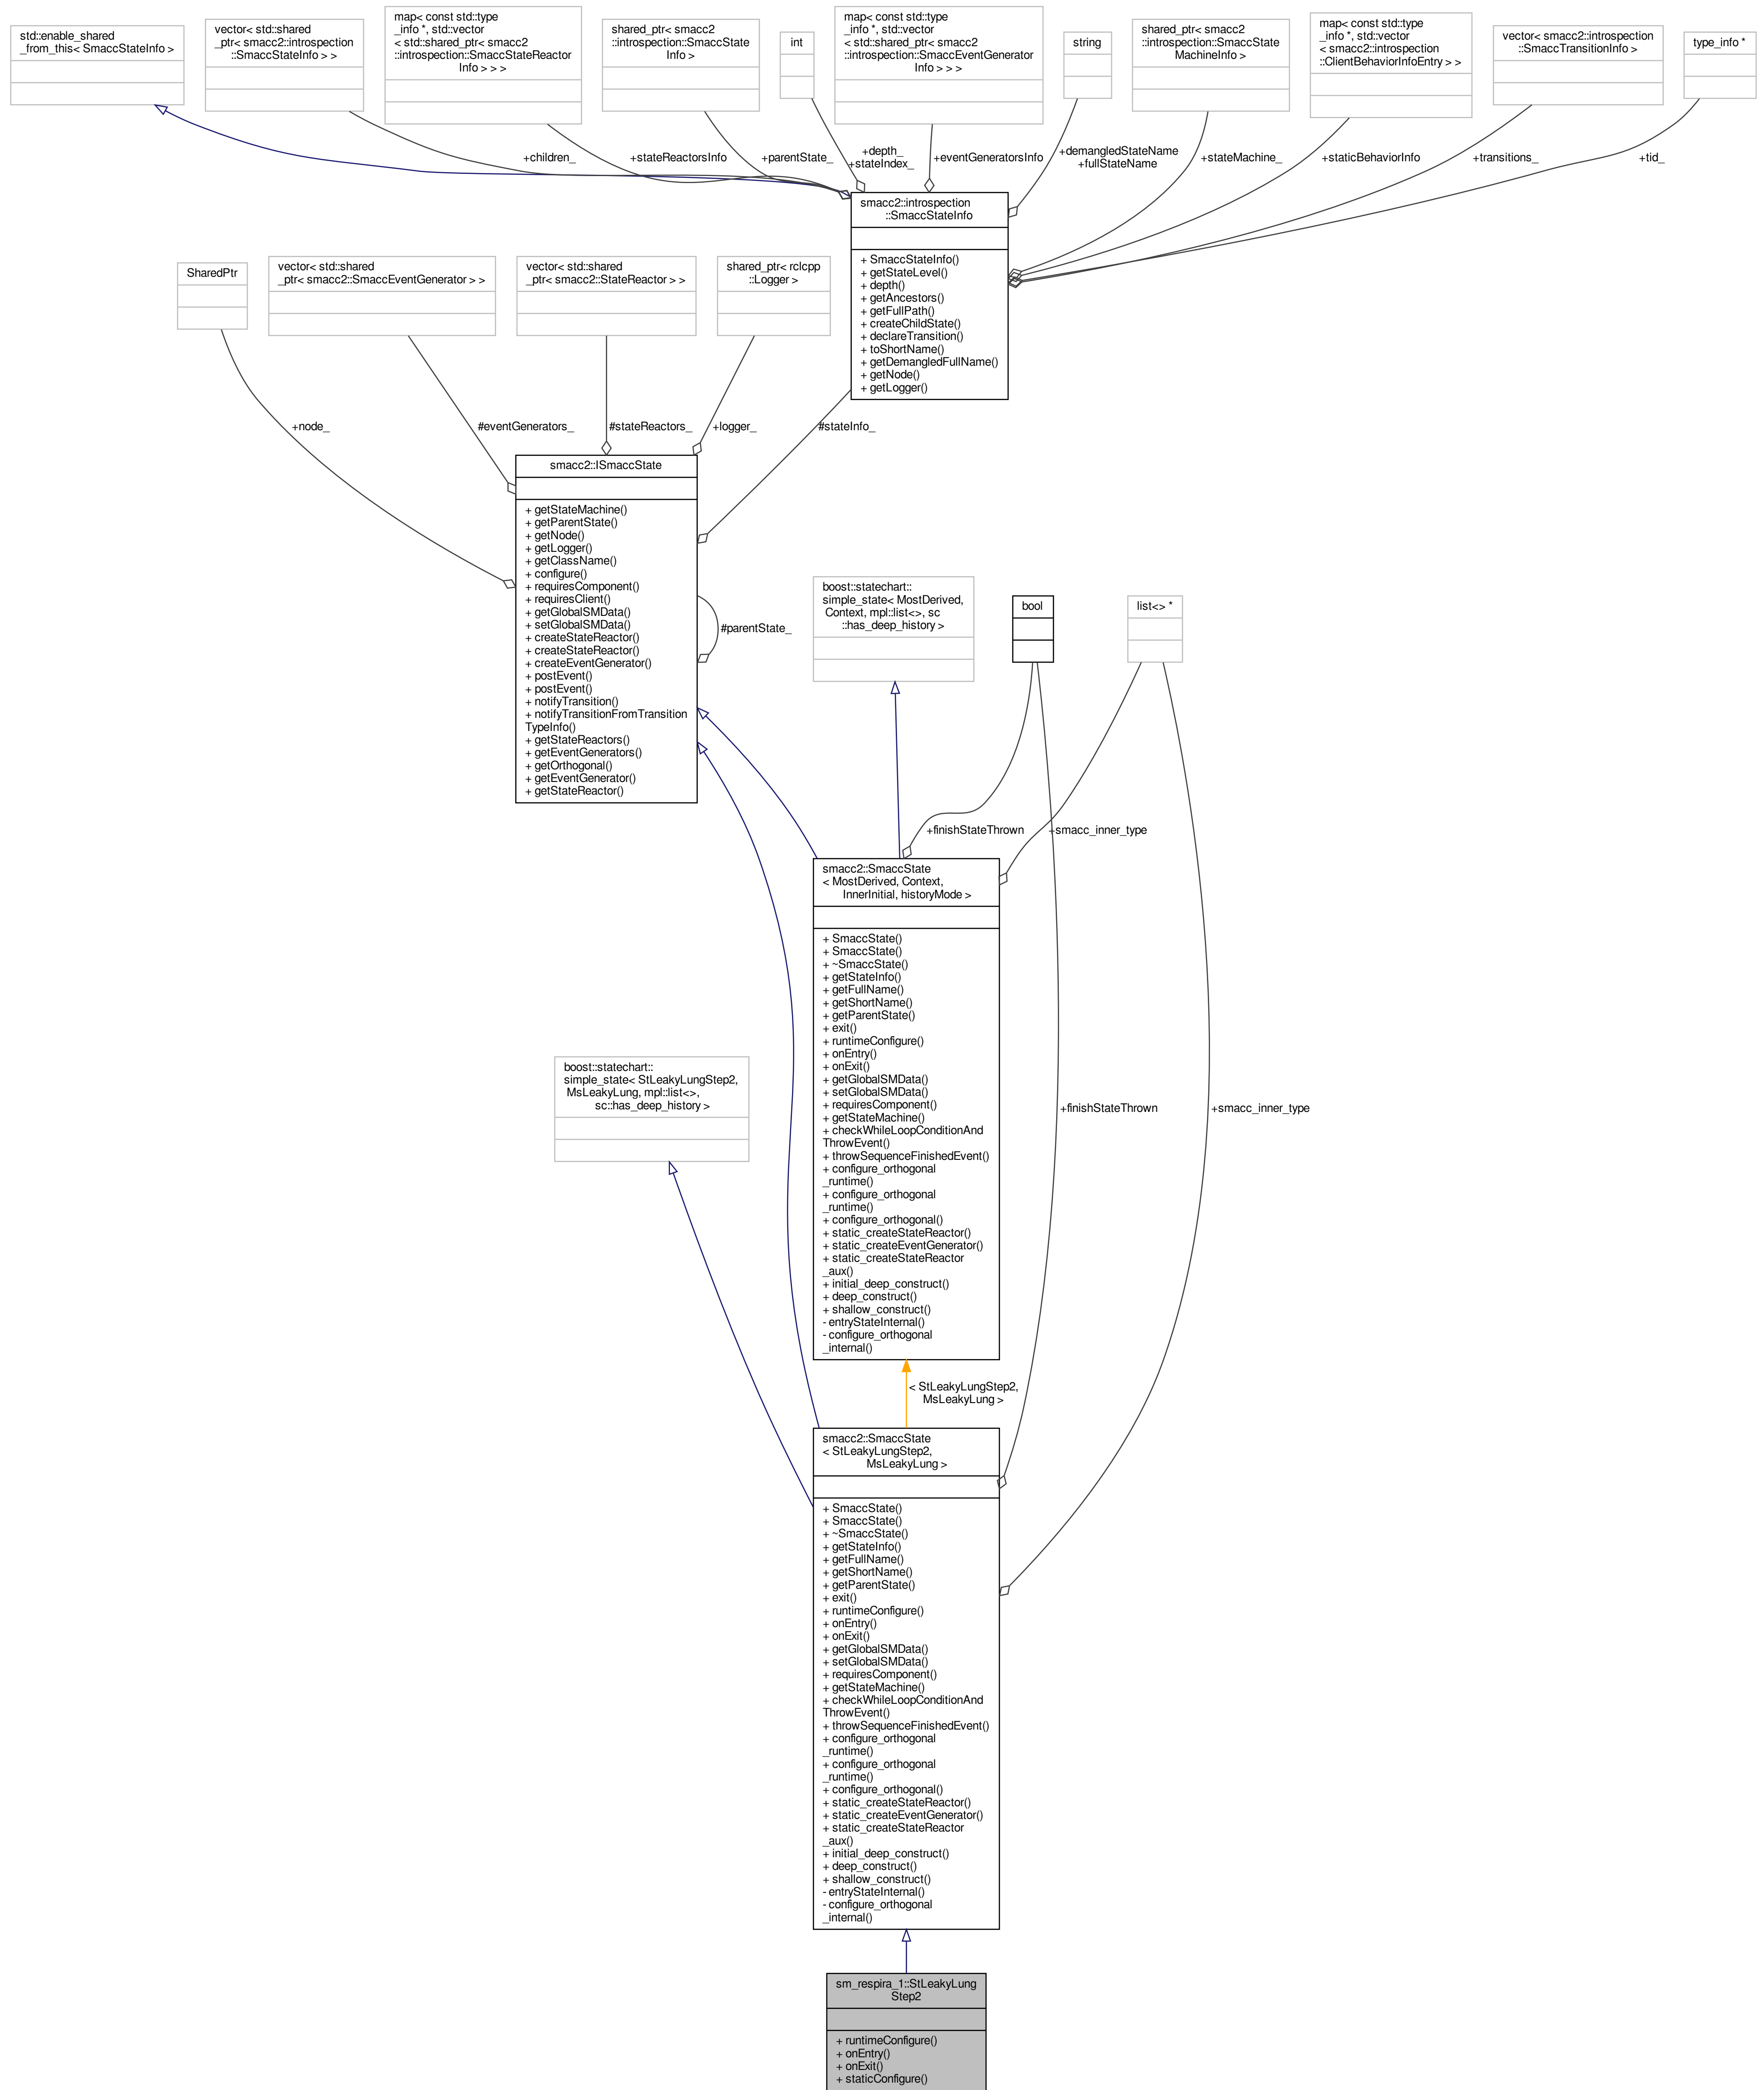 std::enable_shared
_from_this< SmaccStateInfo >
vector< std::shared
_ptr< smacc2::introspection
::SmaccStateInfo > >
map< const std::type
_info *, std::vector
< std::shared_ptr< smacc2
::introspection::SmaccStateReactor
Info > > >
shared_ptr< smacc2
::introspection::SmaccState
Info >
int
map< const std::type
_info *, std::vector
< std::shared_ptr< smacc2
::introspection::SmaccEventGenerator
Info > > >
string
shared_ptr< smacc2
::introspection::SmaccState
MachineInfo >
map< const std::type
_info *, std::vector
< smacc2::introspection
::ClientBehaviorInfoEntry > >
vector< smacc2::introspection
::SmaccTransitionInfo >
type_info *
+children_
+stateReactorsInfo
+parentState_
+depth_
+stateIndex_
+eventGeneratorsInfo
+demangledStateName
+fullStateName
+stateMachine_
+staticBehaviorInfo
+transitions_
+tid_
smacc2::introspection
::SmaccStateInfo
+ SmaccStateInfo()
+ getStateLevel()
+ depth()
+ getAncestors()
+ getFullPath()
+ createChildState()
+ declareTransition()
+ toShortName()
+ getDemangledFullName()
+ getNode()
+ getLogger()
SharedPtr
vector< std::shared
_ptr< smacc2::SmaccEventGenerator > >
vector< std::shared
_ptr< smacc2::StateReactor > >
shared_ptr< rclcpp
::Logger >
+node_
#eventGenerators_
#stateReactors_
+logger_
#stateInfo_
smacc2::ISmaccState
+ getStateMachine()
+ getParentState()
+ getNode()
+ getLogger()
+ getClassName()
+ configure()
+ requiresComponent()
+ requiresClient()
+ getGlobalSMData()
+ setGlobalSMData()
+ createStateReactor()
+ createStateReactor()
+ createEventGenerator()
+ postEvent()
+ postEvent()
+ notifyTransition()
+ notifyTransitionFromTransition
TypeInfo()
+ getStateReactors()
+ getEventGenerators()
+ getOrthogonal()
+ getEventGenerator()
+ getStateReactor()
#parentState_
boost::statechart::
simple_state< MostDerived,
Context, mpl::list<>, sc
::has_deep_history >
bool
list<> *
+finishStateThrown
+smacc_inner_type
smacc2::SmaccState
< MostDerived, Context,
InnerInitial, historyMode >
+ SmaccState()
+ SmaccState()
+ ~SmaccState()
+ getStateInfo()
+ getFullName()
+ getShortName()
+ getParentState()
+ exit()
+ runtimeConfigure()
+ onEntry()
+ onExit()
+ getGlobalSMData()
+ setGlobalSMData()
+ requiresComponent()
+ getStateMachine()
+ checkWhileLoopConditionAnd
ThrowEvent()
+ throwSequenceFinishedEvent()
+ configure_orthogonal
_runtime()
+ configure_orthogonal
_runtime()
+ configure_orthogonal()
+ static_createStateReactor()
+ static_createEventGenerator()
+ static_createStateReactor
_aux()
+ initial_deep_construct()
+ deep_construct()
+ shallow_construct()
- entryStateInternal()
- configure_orthogonal
_internal()
boost::statechart::
simple_state< StLeakyLungStep2,
MsLeakyLung, mpl::list<>,
sc::has_deep_history >
+finishStateThrown
+smacc_inner_type
< StLeakyLungStep2,
MsLeakyLung >
smacc2::SmaccState
< StLeakyLungStep2,
MsLeakyLung >
+ SmaccState()
+ SmaccState()
+ ~SmaccState()
+ getStateInfo()
+ getFullName()
+ getShortName()
+ getParentState()
+ exit()
+ runtimeConfigure()
+ onEntry()
+ onExit()
+ getGlobalSMData()
+ setGlobalSMData()
+ requiresComponent()
+ getStateMachine()
+ checkWhileLoopConditionAnd
ThrowEvent()
+ throwSequenceFinishedEvent()
+ configure_orthogonal
_runtime()
+ configure_orthogonal
_runtime()
+ configure_orthogonal()
+ static_createStateReactor()
+ static_createEventGenerator()
+ static_createStateReactor
_aux()
+ initial_deep_construct()
+ deep_construct()
+ shallow_construct()
- entryStateInternal()
- configure_orthogonal
_internal()
sm_respira_1::StLeakyLung
Step2
+ runtimeConfigure()
+ onEntry()
+ onExit()
+ staticConfigure()